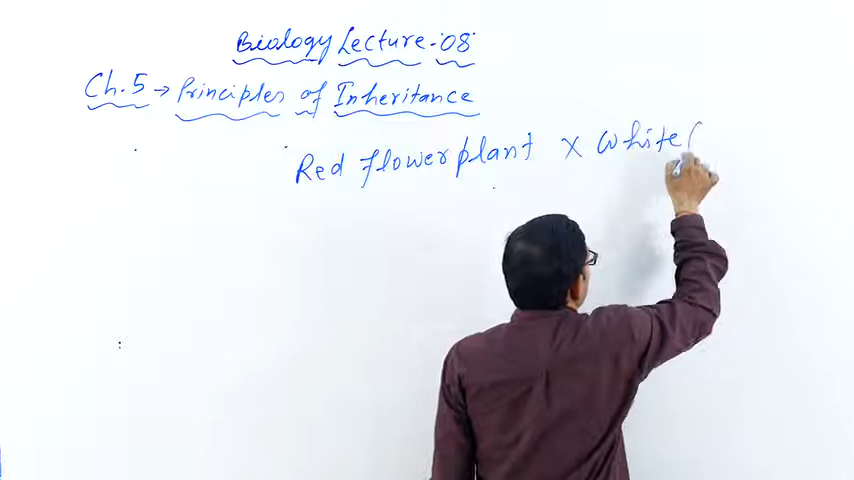 Biology Lecture-08
Ch.5 → Principles of Inheritance
Red flower plant X White